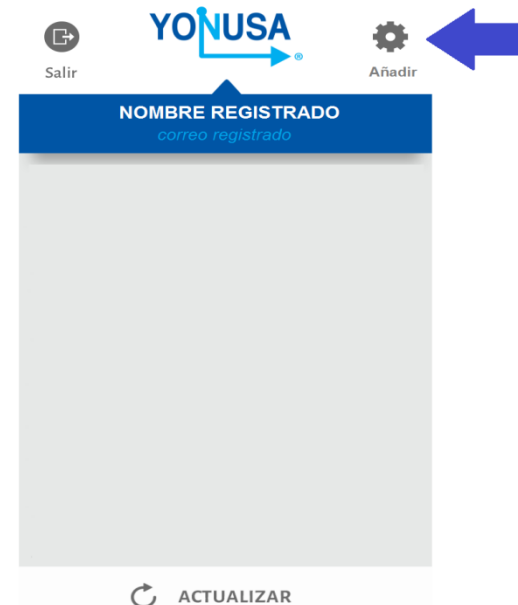 YONUSA
®
Salir
Añadir
NOMBRE REGISTRADO
correo registrado
ACTUALIZAR